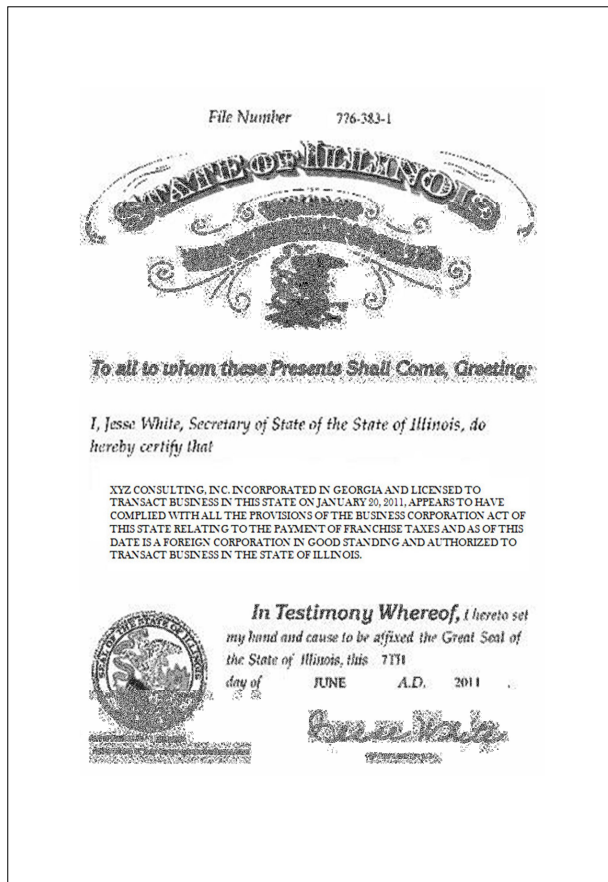 File Number 776-383-1
STATE OF ILLINOIS
To all to whom these Presents Shall Come, Greeting:
I, Jesse White, Secretary of State of the State of Illinois, do
hereby certify that
XYZ CONSULTING, INC. INCORPORATED IN GEORGIA AND LICENSED TO
TRANSACT BUSINESS IN THIS STATE ON JANUARY 20, 2011, APPEARS TO HAVE
COMPLIED WITH ALL THE PROVISIONS OF THE BUSINESS CORPORATION ACT OF
THIS STATE RELATING TO THE PAYMENT OF FRANCHISE TAXES AND AS OF THIS
DATE IS A FOREIGN CORPORATION IN GOOD STANDING AND AUTHORIZED TO
TRANSACT BUSINESS IN THE STATE OF ILLINOIS.
In Testimony Whereof, I hereto set
my hand and cause to be affixed the Great Seal of
the State of Illinois, this 7TH
day of JUNE A.D. 2011 .
SEAL OF THE STATE OF ILLINOIS